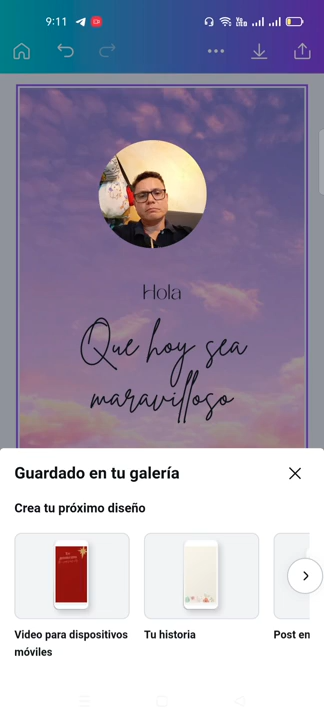 9:11
Hola
Que hoy sea
maravilloso
Guardado en tu galería
Crea tu próximo diseño
Video para dispositivos
móviles
Tu historia
Post en